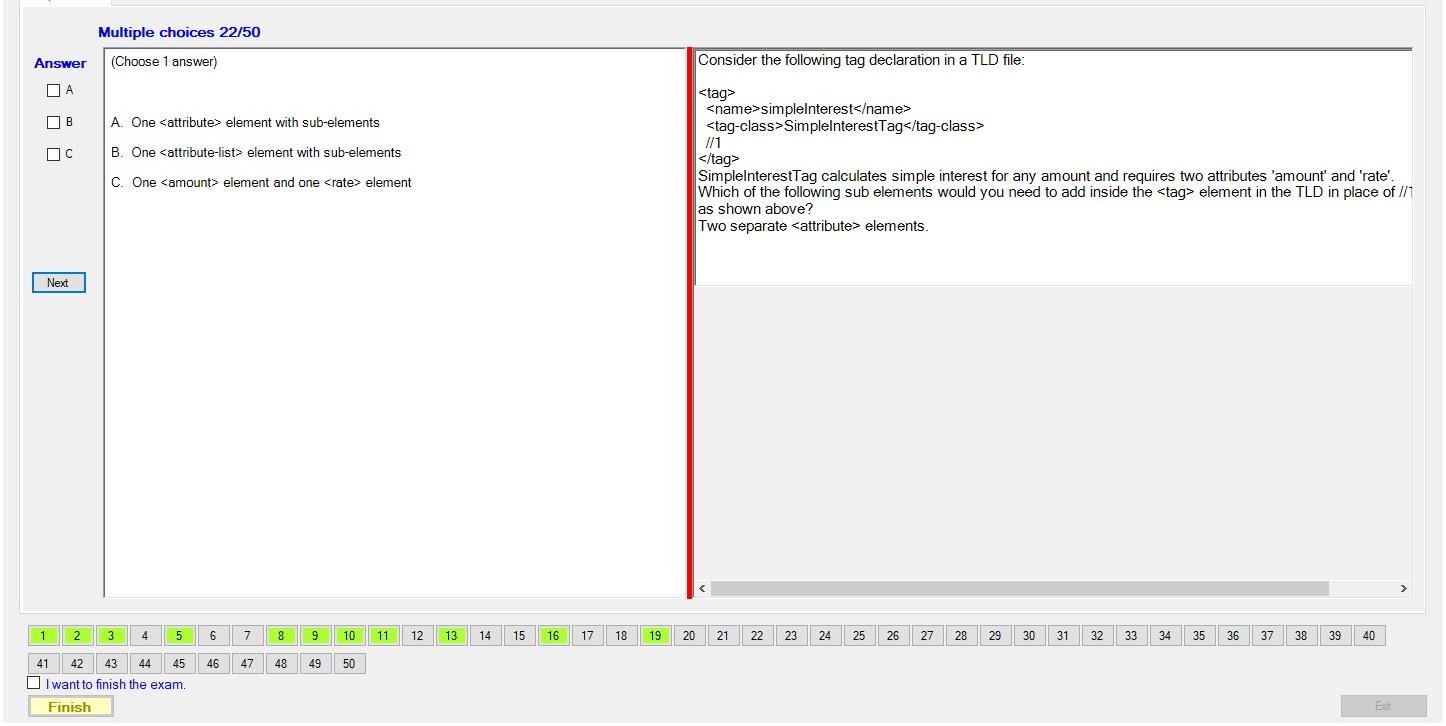 Multiple choices 22/50
Answer
A
B
C
Next
(Choose 1 answer)
A. One <attribute> element with sub-elements
B. One <attribute-list> element with sub-elements
C. One <amount> element and one <rate> element
Consider the following tag declaration in a TLD file:
<tag>
<name>simpleInterest</name>
<tag-class>SimpleInterestTag</tag-class>
//1
</tag>
SimpleInterestTag calculates simple interest for any amount and requires two attributes 'amount' and 'rate'.
Which of the following sub elements would you need to add inside the <tag> element in the TLD in place of //1
as shown above?
Two separate <attribute> elements.
1 2 3 4 5 6 7 8 9 10 11 12 13 14 15 16 17 18 19 20 21 22 23 24 25 26 27 28 29 30 31 32 33 34 35 36 37 38 39 40
41 42 43 44 45 46 47 48 49 50
I want to finish the exam.
Finish
Exit